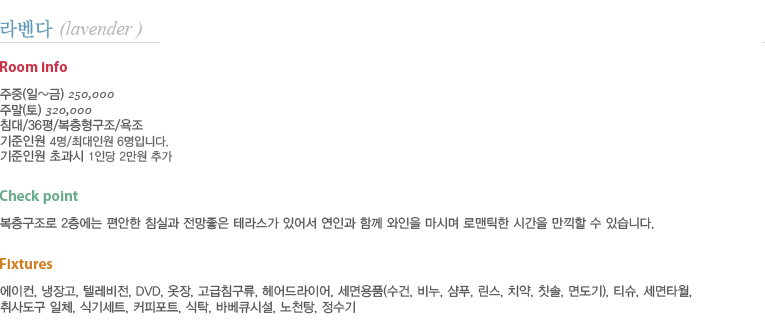 라벤다 (lavender )
Room info
주중(일~금) 250,000
주말(토) 320,000
침대/36평/복층형구조/욕조
기준인원 4명/최대인원 6명입니다.
기준인원 초과시 1인당 2만원 추가
Check point
복층구조로 2층에는 편안한 침실과 전망좋은 테라스가 있어서 연인과 함께 와인을 마시며 로맨틱한 시간을 만끽할 수 있습니다.
Fixtures
에이컨, 냉장고, 텔레비전, DVD, 옷장, 고급침구류, 헤어드라이어, 세면용품(수건, 비누, 샴푸, 린스, 치약, 칫솔, 면도기), 티슈, 세면타월,
취사도구 일체, 식기세트, 커피포트, 식탁, 바베큐시설, 노천탕, 정수기